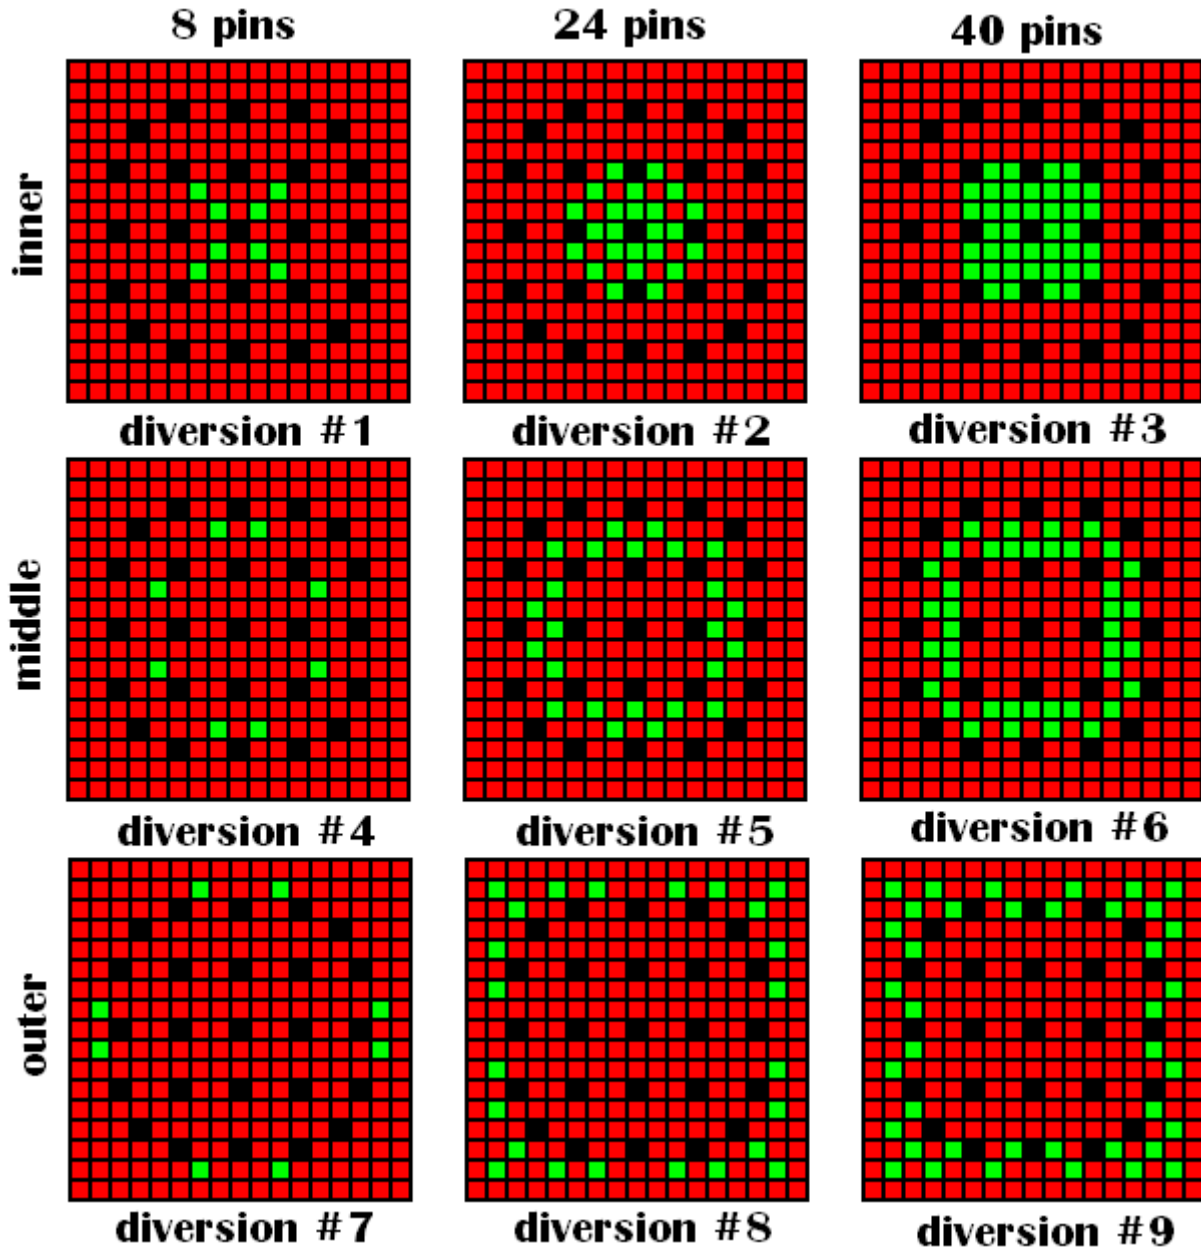 8 pins 24 pins 40 pins
inner
diversion #1 diversion #2 diversion #3
middle
diversion #4 diversion #5 diversion #6
outer
diversion #7 diversion #8 diversion #9